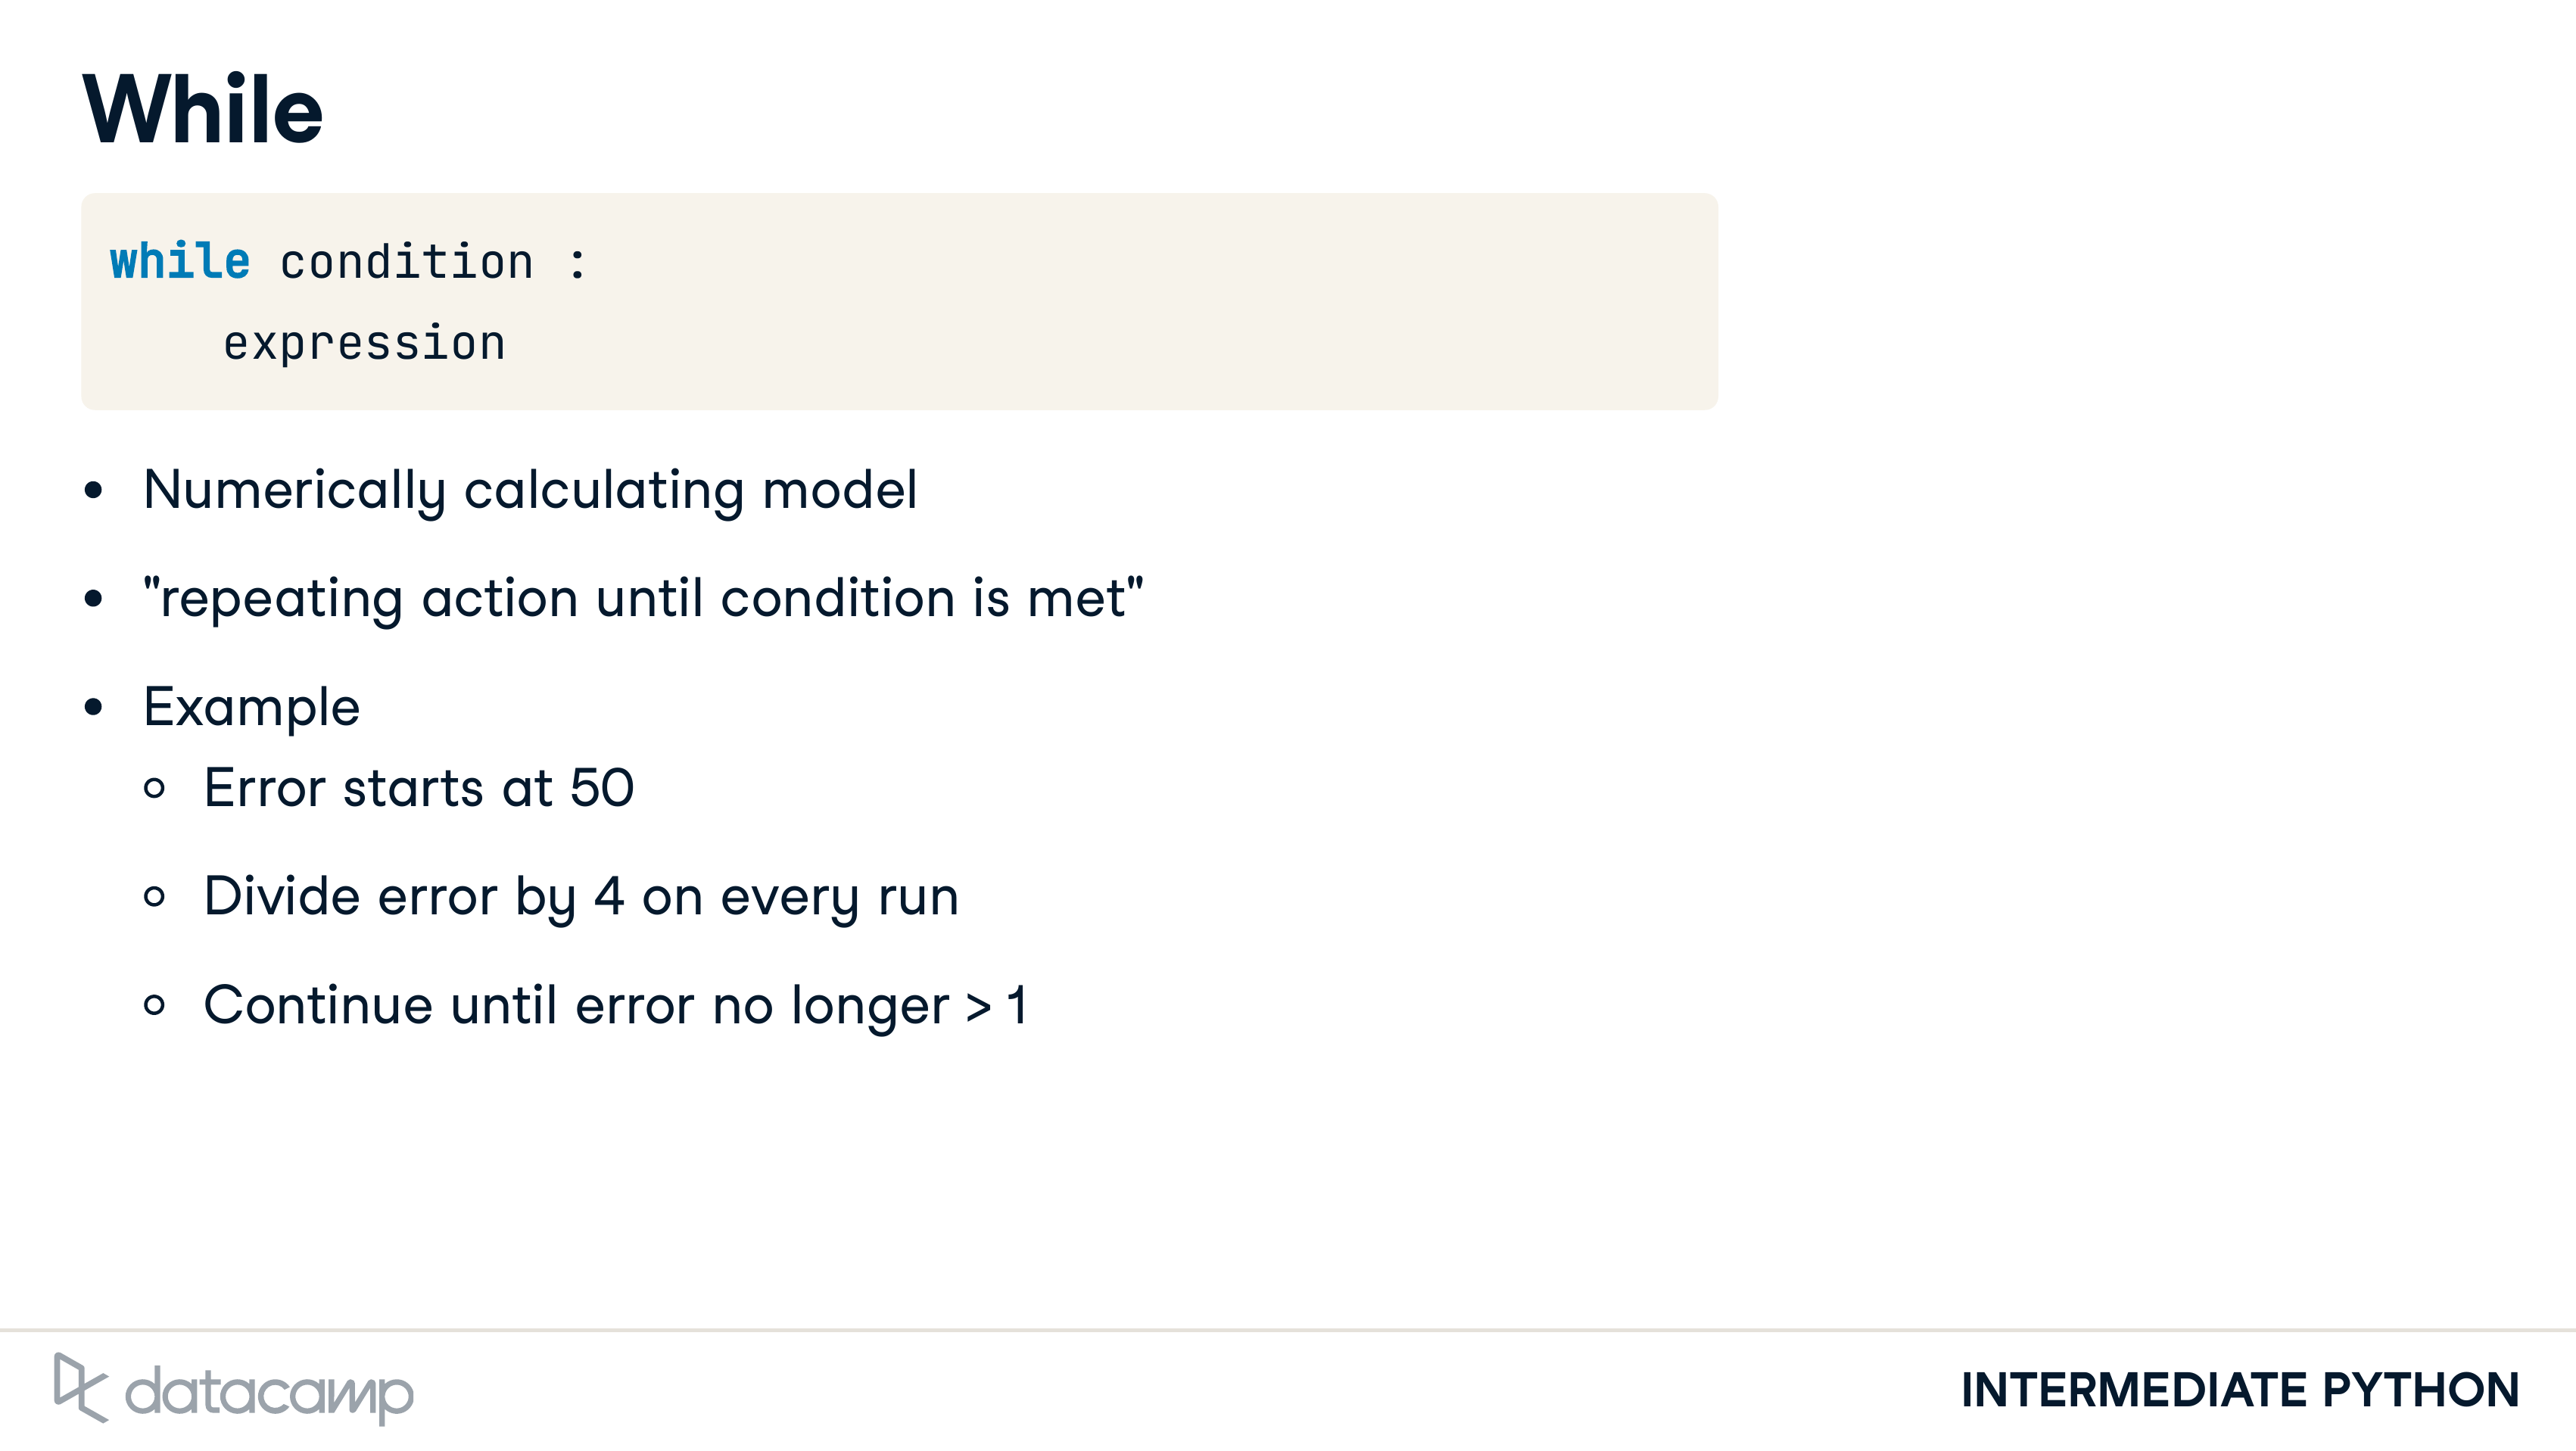 While
while condition :
    expression
• Numerically calculating model
• "repeating action until condition is met"
• Example
◦ Error starts at 50
◦ Divide error by 4 on every run
◦ Continue until error no longer > 1
datacamp
INTERMEDIATE PYTHON